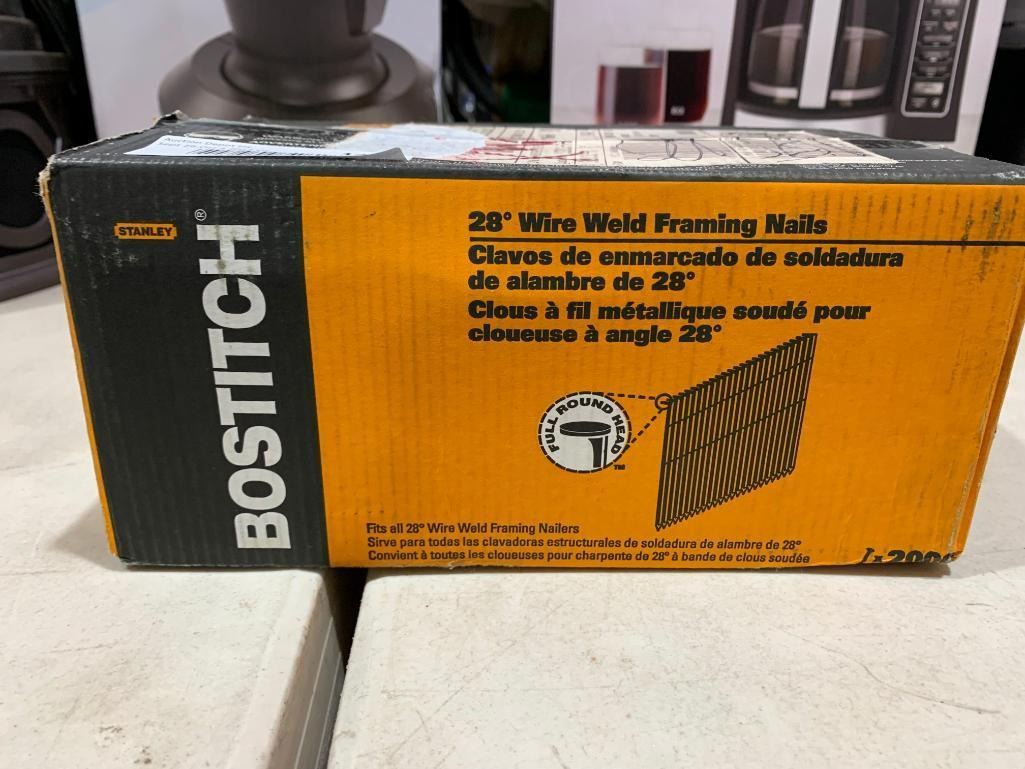 STANLEY
BOSTITCH®
28° Wire Weld Framing Nails
Clavos de enmarcado de soldadura
de alambre de 28°
Clous à fil métallique soudé pour
cloueuse à angle 28°
FULL ROUND HEAD™
Fits all 28° Wire Weld Framing Nailers
Sirve para todas las clavadoras estructurales de soldadura de alambre de 28°
Convient à toutes les cloueuses pour charpente de 28° à bande de clous soudée